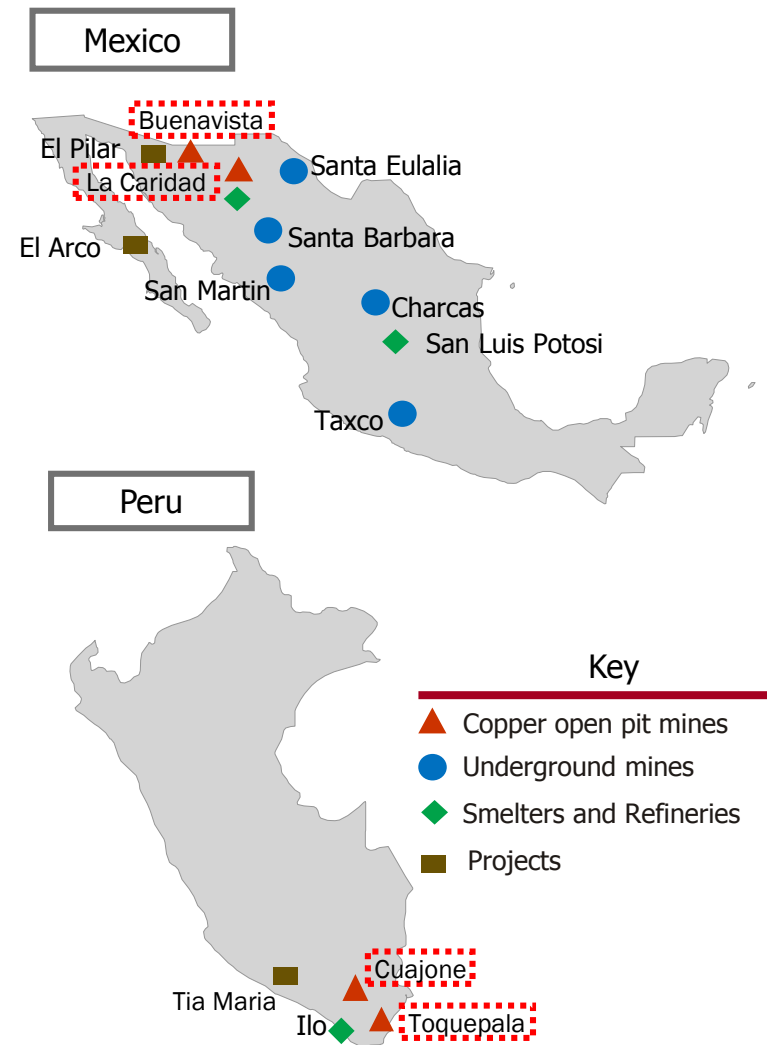 Mexico
Buenavista
El Pilar
Santa Eulalia
La Caridad
Santa Barbara
El Arco
San Martin
Charcas
San Luis Potosi
Taxco
Peru
Key
Copper open pit mines
Underground mines
Smelters and Refineries
Projects
Cuajone
Tia Maria
Ilo
Toquepala